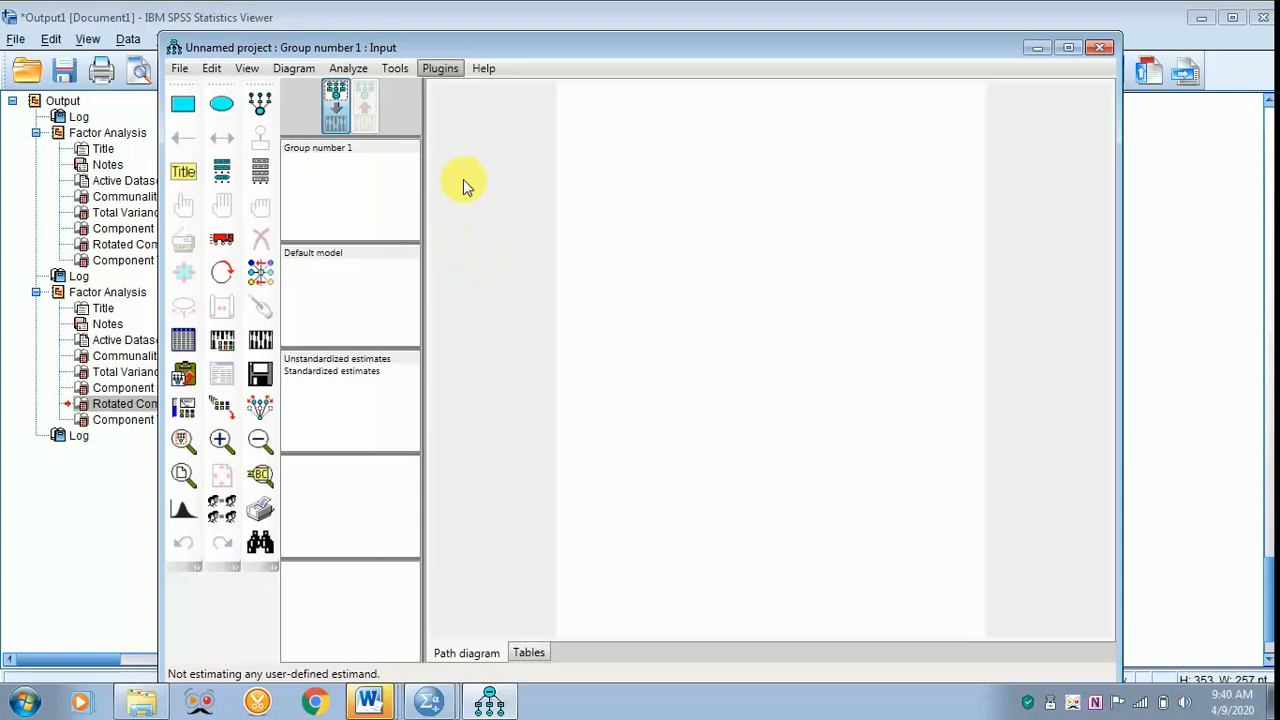 *Output1 [Document1] - IBM SPSS Statistics Viewer
File Edit View Data
Unnamed project : Group number 1 : Input
File Edit View Diagram Analyze Tools Plugins Help
Output
Log
Factor Analysis
Title
Notes
Active Datase
Communalit
Total Varianc
Component
Rotated Com
Component
Log
Factor Analysis
Title
Notes
Active Datase
Communalit
Total Varianc
Component
Rotated Com
Component
Log
Title
Group number 1
Default model
Unstandardized estimates
Standardized estimates
Path diagram Tables
Not estimating any user-defined estimand.
H: 353, W: 257 pt.
9:40 AM
4/9/2020